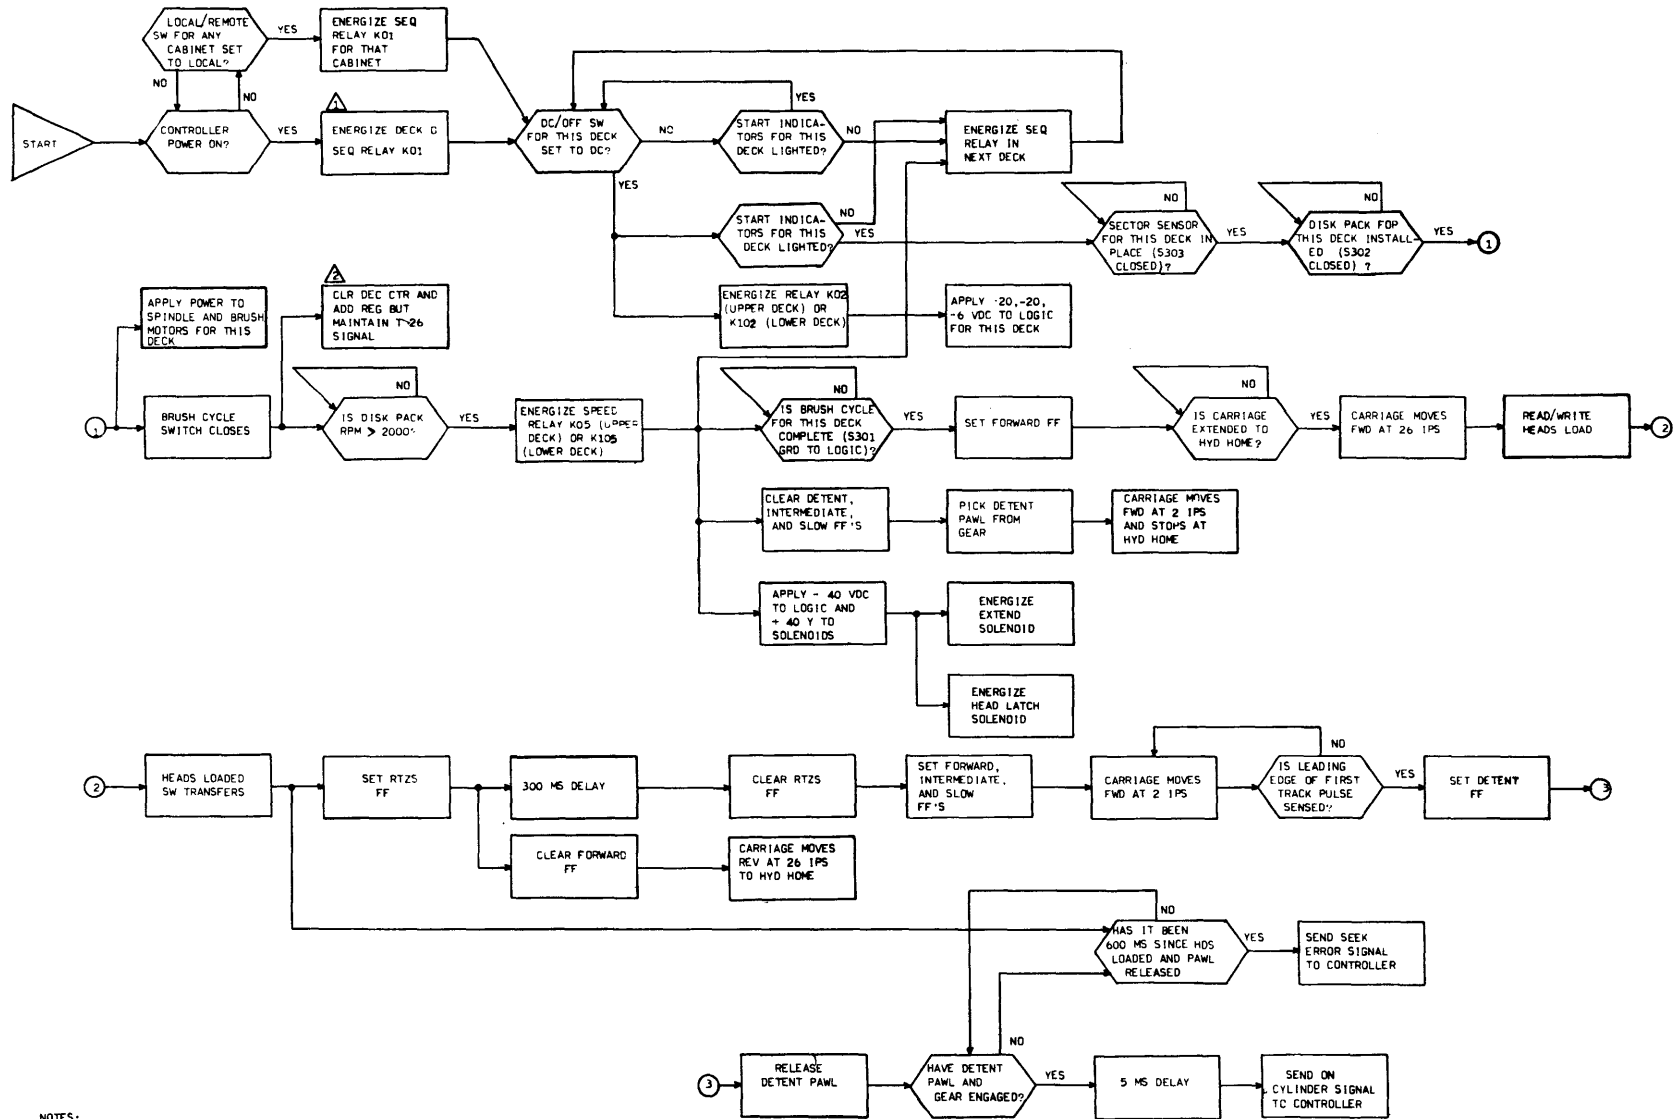 LOCAL/REMOTE
SW FOR ANY
CABINET SET
TO LOCAL?
YES
NO
NO
ENERGIZE SEQ
RELAY K01
FOR THAT
CABINET
START
CONTROLLER
POWER ON?
YES
1
ENERGIZE DECK C
SEQ RELAY K01
DC/OFF SW
FOR THIS DECK
SET TO DC?
NO
YES
YES
START INDICA-
TORS FOR THIS
DECK LIGHTED?
NO
ENERGIZE SEQ
RELAY IN
NEXT DECK
START INDICA-
TORS FOR THIS
DECK LIGHTED?
NO
YES
NO
SECTOR SENSOR
FOR THIS DECK IN
PLACE (S303
CLOSED)?
YES
NO
DISK PACK FOR
THIS DECK INSTALL-
ED (S302
CLOSED) ?
YES
1
ENERGIZE RELAY K02
(UPPER DECK) OR
K102 (LOWER DECK)
APPLY -20,-20,
-6 VDC TO LOGIC
FOR THIS DECK
APPLY POWER TO
SPINDLE AND BRUSH
MOTORS FOR THIS
DECK
2
CLR DEC CTR AND
ADD REG BUT
MAINTAIN T-26
SIGNAL
1
BRUSH CYCLE
SWITCH CLOSES
NO
IS DISK PACK
RPM > 2000?
YES
ENERGIZE SPEED
RELAY K05 (UPPER
DECK) OR K105
(LOWER DECK)
NO
IS BRUSH CYCLE
FOR THIS DECK
COMPLETE (S301
GRD TO LOGIC)?
YES
SET FORWARD FF
NO
IS CARRIAGE
EXTENDED TO
HYD HOME?
YES
CARRIAGE MOVES
FWD AT 26 IPS
READ/WRITE
HEADS LOAD
2
CLEAR DETENT,
INTERMEDIATE,
AND SLOW FF'S
PICK DETENT
PAWL FROM
GEAR
CARRIAGE MOVES
FWD AT 2 IPS
AND STOPS AT
HYD HOME
APPLY - 40 VDC
TO LOGIC AND
+ 40 Y TO
SOLENOIDS
ENERGIZE
EXTEND
SOLENOID
ENERGIZE
HEAD LATCH
SOLENOID
2
HEADS LOADED
SW TRANSFERS
SET RTZS
FF
300 MS DELAY
CLEAR RTZS
FF
SET FORWARD,
INTERMEDIATE,
AND SLOW
FF'S
CARRIAGE MOVES
FWD AT 2 IPS
NO
IS LEADING
EDGE OF FIRST
TRACK PULSE
SENSED?
YES
SET DETENT
FF
3
CLEAR FORWARD
FF
CARRIAGE MOVES
REV AT 26 IPS
TO HYD HOME
NO
HAS IT BEEN
600 MS SINCE HDS
LOADED AND PAWL
RELEASED
YES
SEND SEEK
ERROR SIGNAL
TO CONTROLLER
3
RELEASE
DETENT PAWL
HAVE DETENT
PAWL AND
GEAR ENGAGED?
NO
YES
5 MS DELAY
SEND ON
CYLINDER SIGNAL
TO CONTROLLER
NOTES: